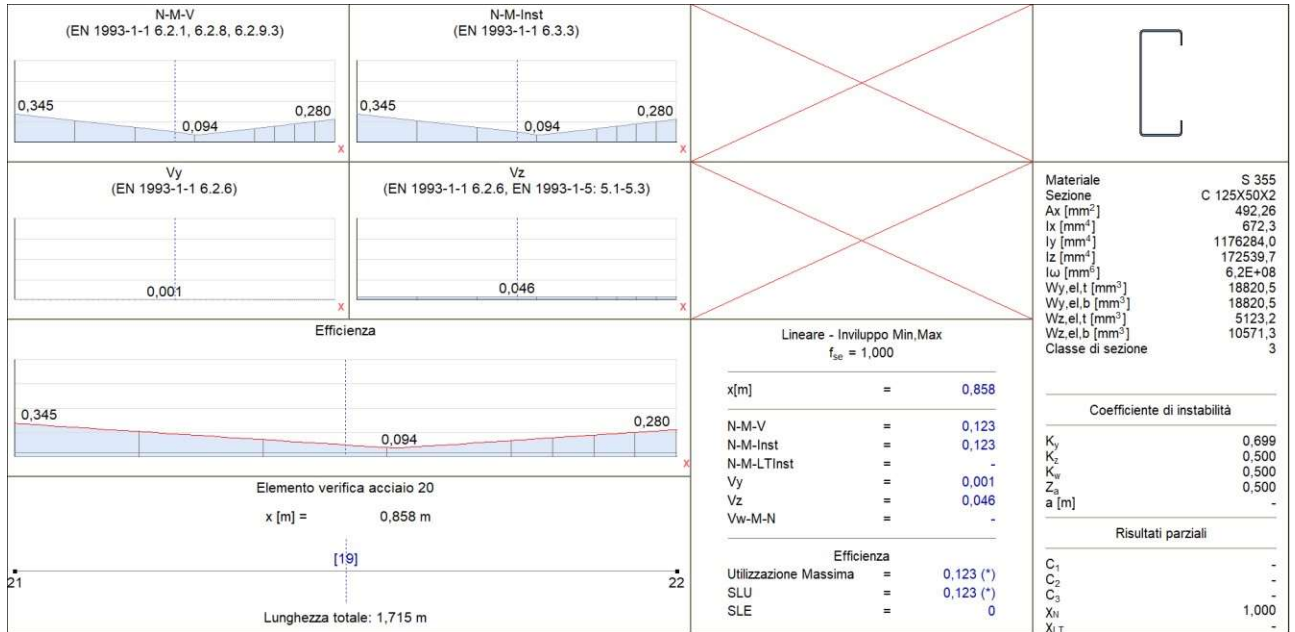 N-M-V
(EN 1993-1-1 6.2.1, 6.2.8, 6.2.9.3)
0,345
0,094
0,280
x
N-M-Inst
(EN 1993-1-1 6.3.3)
0,345
0,094
0,280
x
Vy
(EN 1993-1-1 6.2.6)
0,001
x
Vz
(EN 1993-1-1 6.2.6, EN 1993-1-5: 5.1-5.3)
0,046
x
Efficienza
0,345
0,094
0,280
x
Elemento verifica acciaio 20
x [m] = 0,858 m
[19]
21
22
Lunghezza totale: 1,715 m
Lineare - Inviluppo Min,Max
fse = 1,000
x[m] = 0,858
N-M-V = 0,123
N-M-Inst = 0,123
N-M-LTInst = -
Vy = 0,001
Vz = 0,046
Vw-M-N = -
Efficienza
Utilizzazione Massima = 0,123 (*)
SLU = 0,123 (*)
SLE = 0
Materiale S 355
Sezione C 125X50X2
Ax [mm²] 492,26
Ix [mm⁴] 672,3
Iy [mm⁴] 1176284,0
Iz [mm⁴] 172539,7
Iω [mm⁶] 6,2E+08
Wy,el,t [mm³] 18820,5
Wy,el,b [mm³] 18820,5
Wz,el,t [mm³] 5123,2
Wz,el,b [mm³] 10571,3
Classe di sezione 3
Coefficiente di instabilità
Ky 0,699
Kz 0,500
Kw 0,500
Za 0,500
a [m] -
Risultati parziali
C₁ -
C₂ -
C₃ -
χN 1,000
χLT -